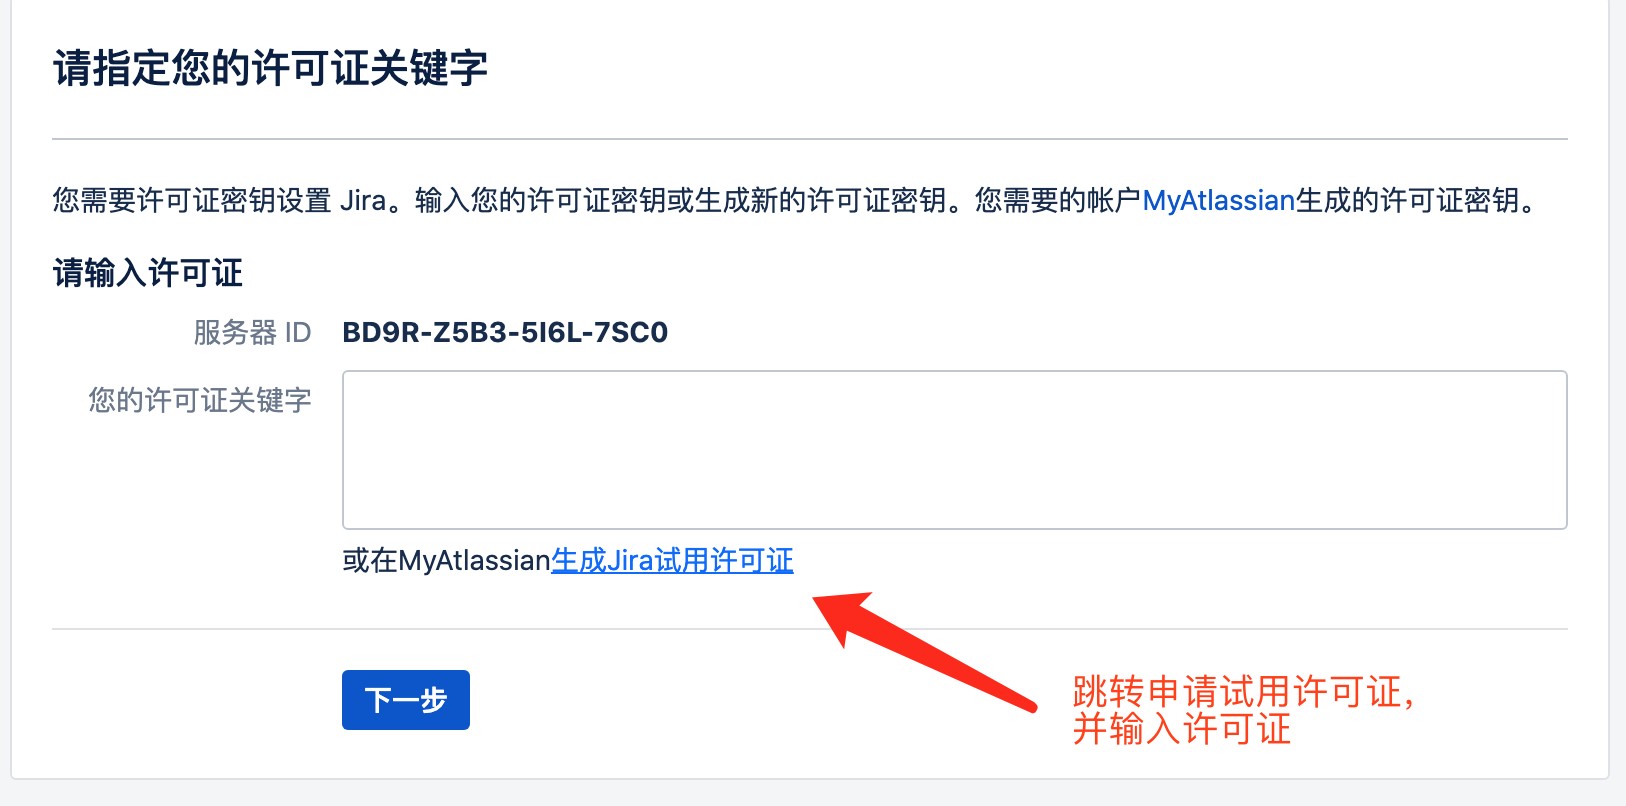 请指定您的许可证关键字
您需要许可证密钥设置 Jira。输入您的许可证密钥或生成新的许可证密钥。您需要的帐户MyAtlassian生成的许可证密钥。
请输入许可证
服务器 ID BD9R-Z5B3-5I6L-7SC0
您的许可证关键字
或在MyAtlassian生成Jira试用许可证
下一步
跳转申请试用许可证，
并输入许可证